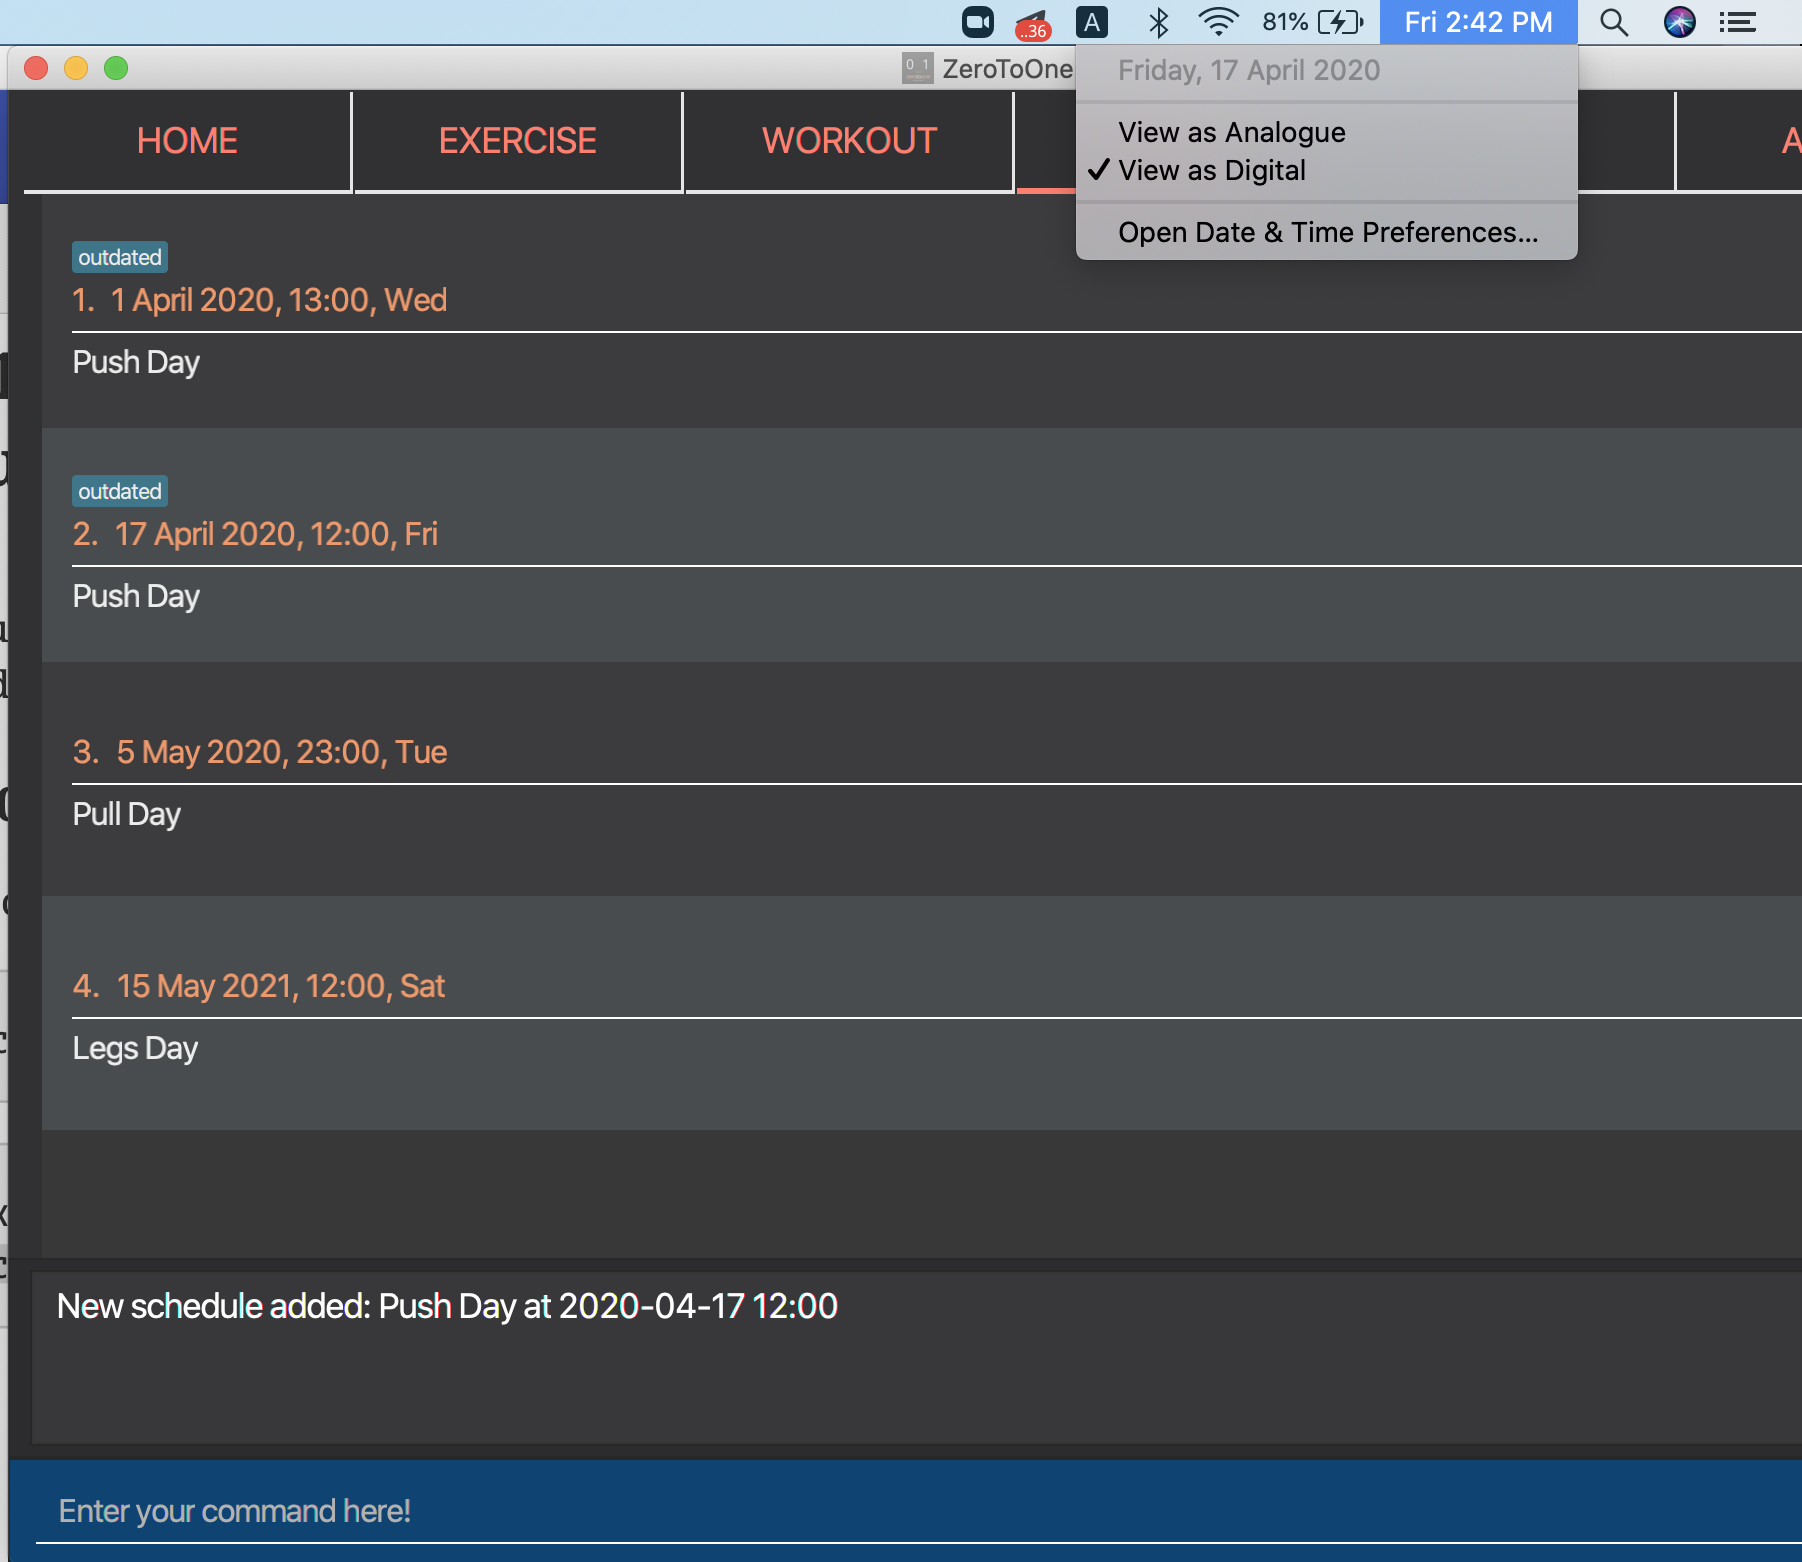 ..36
A
81%
Fri 2:42 PM
0 1
ZeroToOne
Friday, 17 April 2020
View as Analogue
✓ View as Digital
Open Date & Time Preferences...
HOME
EXERCISE
WORKOUT
A
outdated
1. 1 April 2020, 13:00, Wed
Push Day
outdated
2. 17 April 2020, 12:00, Fri
Push Day
3. 5 May 2020, 23:00, Tue
Pull Day
4. 15 May 2021, 12:00, Sat
Legs Day
New schedule added: Push Day at 2020-04-17 12:00
Enter your command here!